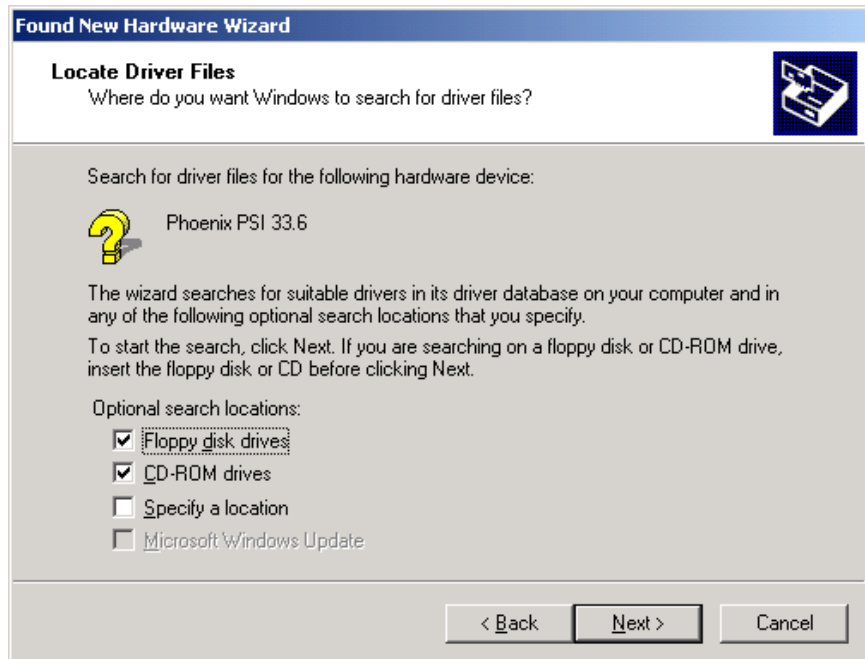 Found New Hardware Wizard
Locate Driver Files
Where do you want Windows to search for driver files?
Search for driver files for the following hardware device:
Phoenix PSI 33.6
The wizard searches for suitable drivers in its driver database on your computer and in
any of the following optional search locations that you specify.
To start the search, click Next. If you are searching on a floppy disk or CD-ROM drive,
insert the floppy disk or CD before clicking Next.
Optional search locations:
Floppy disk drives
CD-ROM drives
Specify a location
Microsoft Windows Update
< Back Next > Cancel